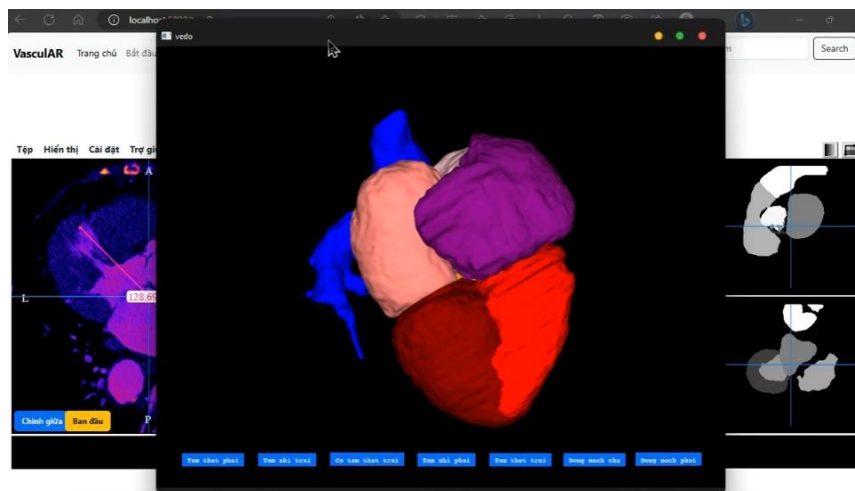 vedo
VasculAR Trang chủ Bắt đầu
Search
Tệp Hiển thị Cài đặt Trợ
A
L
128,69
Chính giữa Ban đầu
P
Tam that phai Tam nhi trai Co tam that trai Tam nhi phai Tam that trai Dong mach chu Dong mach phoi